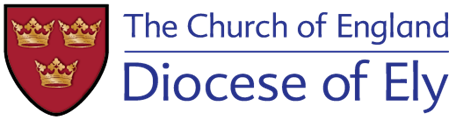 The Church of England
Diocese of Ely